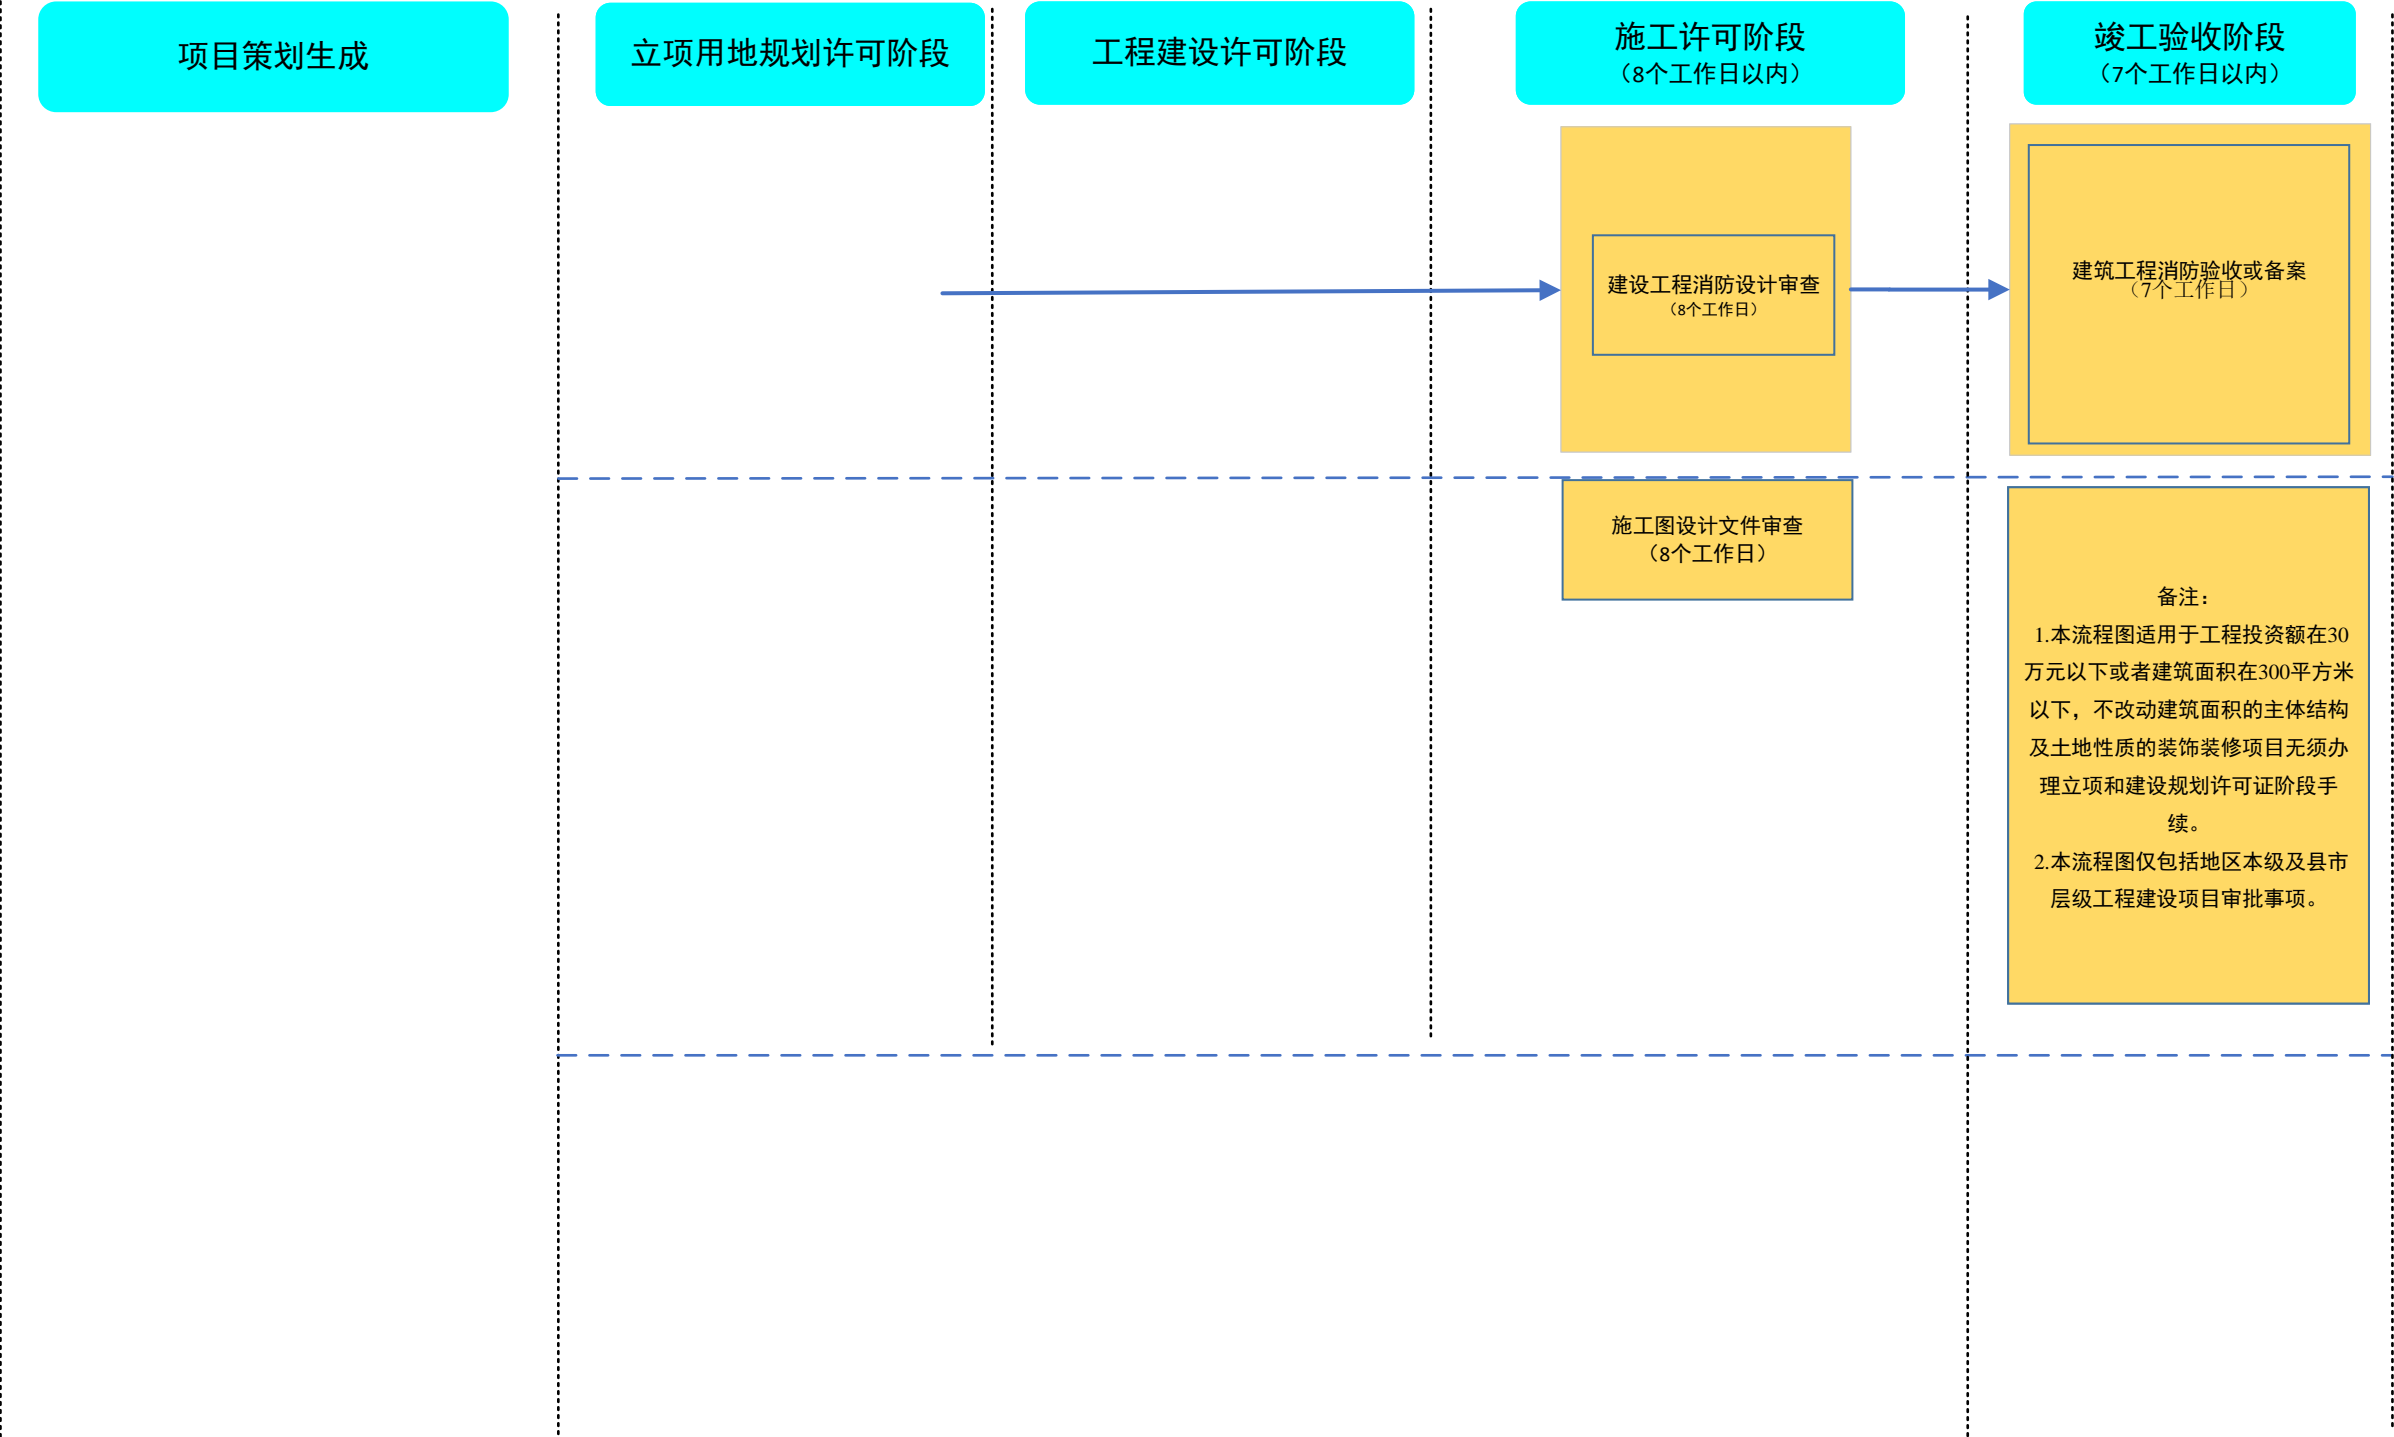 项目策划生成
立项用地规划许可阶段
工程建设许可阶段
施工许可阶段
（8个工作日以内）
竣工验收阶段
（7个工作日以内）
建设工程消防设计审查
（8个工作日）
建筑工程消防验收或备案
（7个工作日）
施工图设计文件审查
（8个工作日）
备注：
1.本流程图适用于工程投资额在30
万元以下或者建筑面积在300平方米
以下，不改动建筑面积的主体结构
及土地性质的装饰装修项目无须办
理立项和建设规划许可证阶段手
续。
2.本流程图仅包括地区本级及县市
层级工程建设项目审批事项。